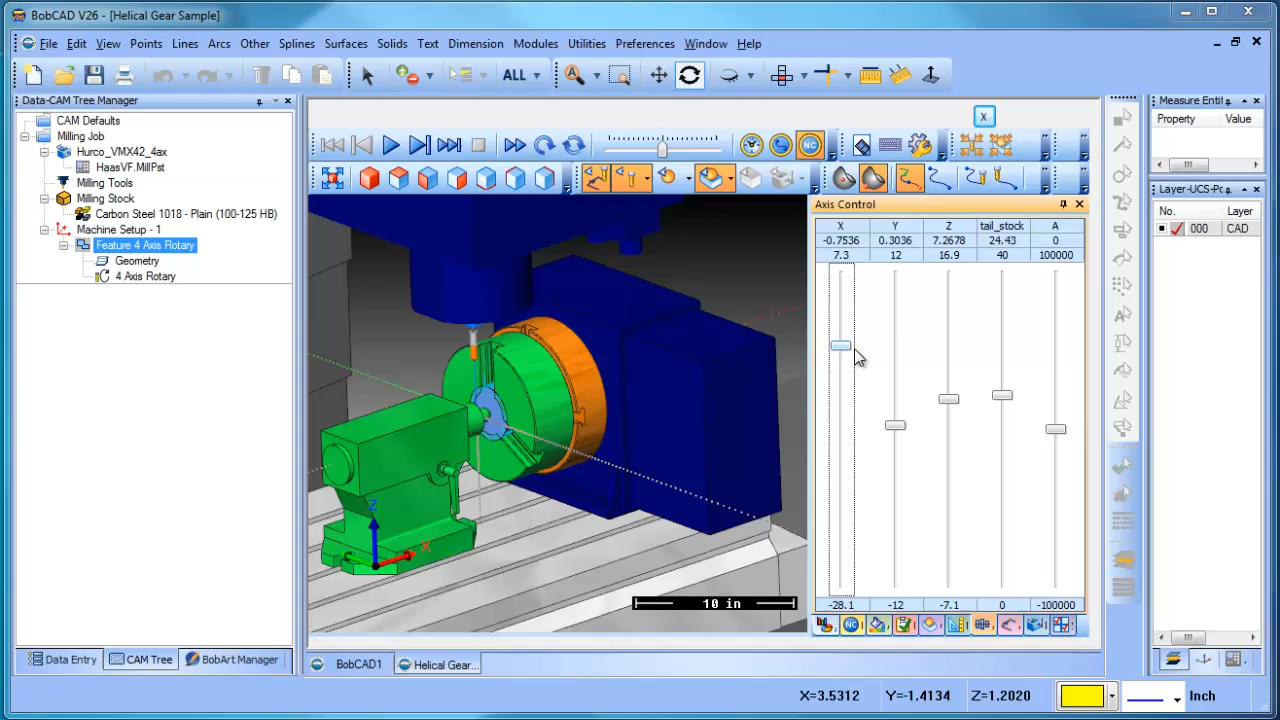 BobCAD V26 - [Helical Gear Sample]
File Edit View Points Lines Arcs Other Splines Surfaces Solids Text Dimension Modules Utilities Preferences Window Help
ALL
Data-CAM Tree Manager
CAM Defaults
Milling Job
Hurco_VMX42_4ax
HaasVF.MillPst
Milling Tools
Milling Stock
Carbon Steel 1018 - Plain (100-125 HB)
Machine Setup - 1
Feature 4 Axis Rotary
Geometry
4 Axis Rotary
X
NC
Axis Control
X Y Z tail_stock A
-0.7536 0.3036 7.2678 24.43 0
7.3 12 16.9 40 100000
-28.1 -12 -7.1 0 -100000
NC
Z
X
10 in
Measure Enti
Property Value
Layer-UCS-Po
No. Layer
000 CAD
Data Entry CAM Tree BobArt Manager
BobCAD1 Helical Gear...
X=3.5312 Y=-1.4134 Z=1.2020 Inch